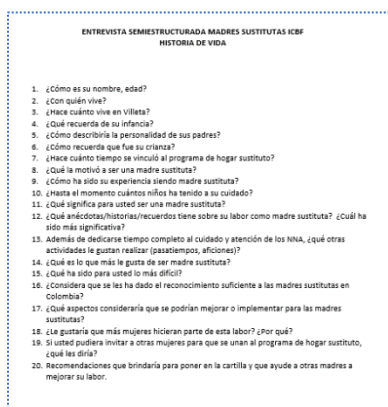 ENTREVISTA SEMIESTRUCTURADA MADRES SUSTITUTAS ICBF
HISTORIA DE VIDA
1. ¿Cómo es su nombre, edad?
2. ¿Con quién vive?
3. ¿Hace cuánto vive en Villeta?
4. ¿Qué recuerda de su infancia?
5. ¿Cómo describiría la personalidad de sus padres?
6. ¿Cómo recuerda que fue su crianza?
7. ¿Hace cuánto tiempo se vinculó al programa de hogar sustituto?
8. ¿Qué la motivó a ser una madre sustituta?
9. ¿Cómo ha sido su experiencia siendo madre sustituta?
10. ¿Hasta el momento cuántos niños ha tenido a su cuidado?
11. ¿Qué significa para usted ser una madre sustituta?
12. ¿Qué anécdotas/historias/recuerdos tiene sobre su labor como madre sustituta? ¿Cuál ha
sido más significativa?
13. Además de dedicarse tiempo completo al cuidado y atención de los NNA, ¿qué otras
actividades le gustan realizar (pasatiempos, aficiones)?
14. ¿Qué es lo que más le gusta de ser madre sustituta?
15. ¿Qué ha sido para usted lo más difícil?
16. ¿Considera que se les ha dado el reconocimiento suficiente a las madres sustitutas en
Colombia?
17. ¿Qué aspectos consideraría que se podrían mejorar o implementar para las madres
sustitutas?
18. ¿Le gustaría que más mujeres hicieran parte de esta labor? ¿Por qué?
19. Si usted pudiera invitar a otras mujeres para que se unan al programa de hogar sustituto,
¿qué les diría?
20. Recomendaciones que brindaría para poner en la cartilla y que ayude a otras madres a
mejorar su labor.